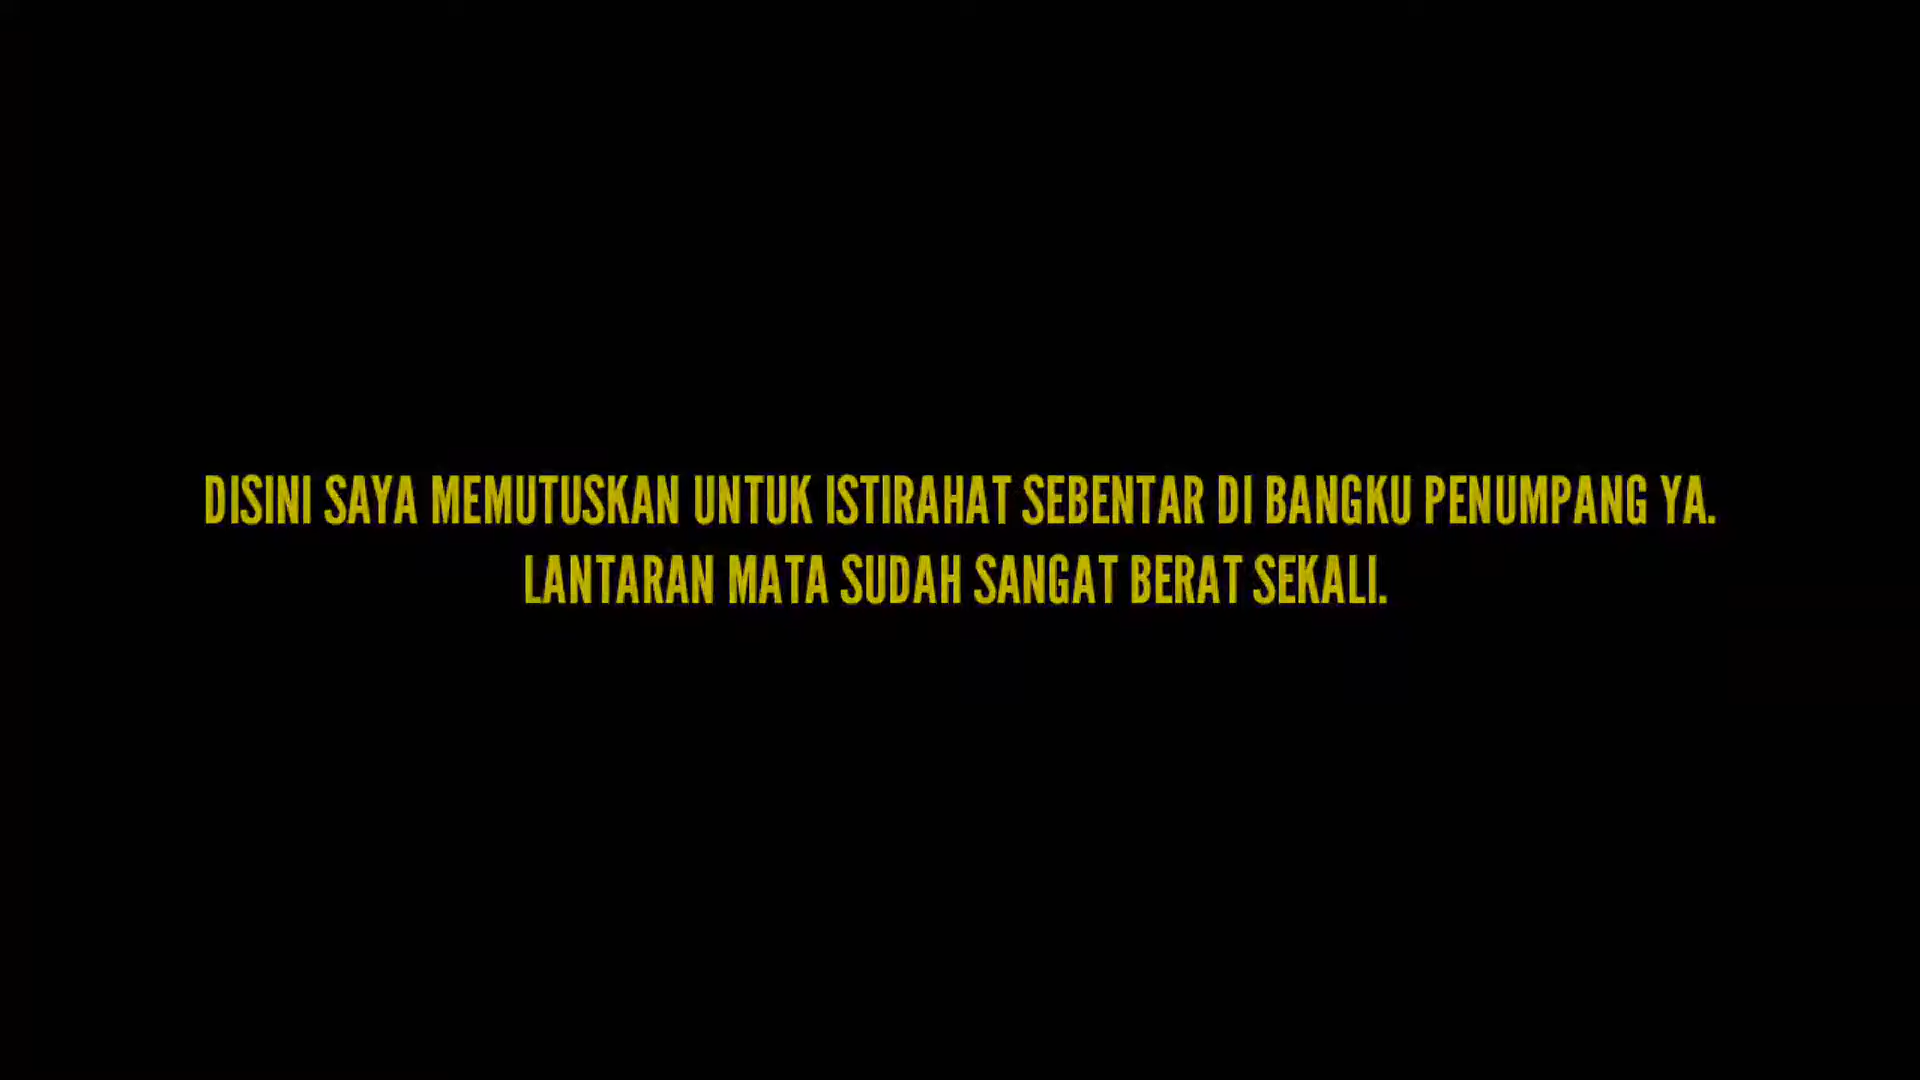 DISINI SAYA MEMUTUSKAN UNTUK ISTIRAHAT SEBENTAR DI BANGKU PENUMPANG YA.
LANTARAN MATA SUDAH SANGAT BERAT SEKALI.